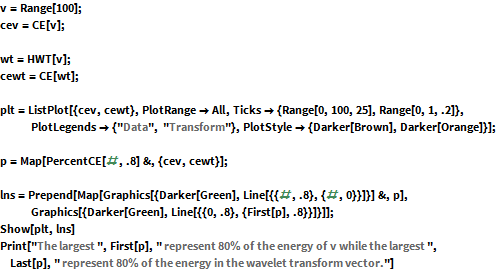 v = Range[100];
cev = CE[v];
wt = HWT[v];
cewt = CE[wt];
plt = ListPlot[{cev, cewt}, PlotRange → All, Ticks → {Range[0, 100, 25], Range[0, 1, .2]},
PlotLegends → {"Data", "Transform"}, PlotStyle → {Darker[Brown], Darker[Orange]}];
p = Map[PercentCE[#, .8] &, {cev, cewt}];
lns = Prepend[Map[Graphics[{Darker[Green], Line[{{#, .8}, {#, 0}}]}] &, p],
Graphics[{Darker[Green], Line[{{0, .8}, {First[p], .8}}]}]];
Show[plt, lns]
Print["The largest ", First[p], " represent 80% of the energy of v while the largest ",
Last[p], " represent 80% of the energy in the wavelet transform vector."]